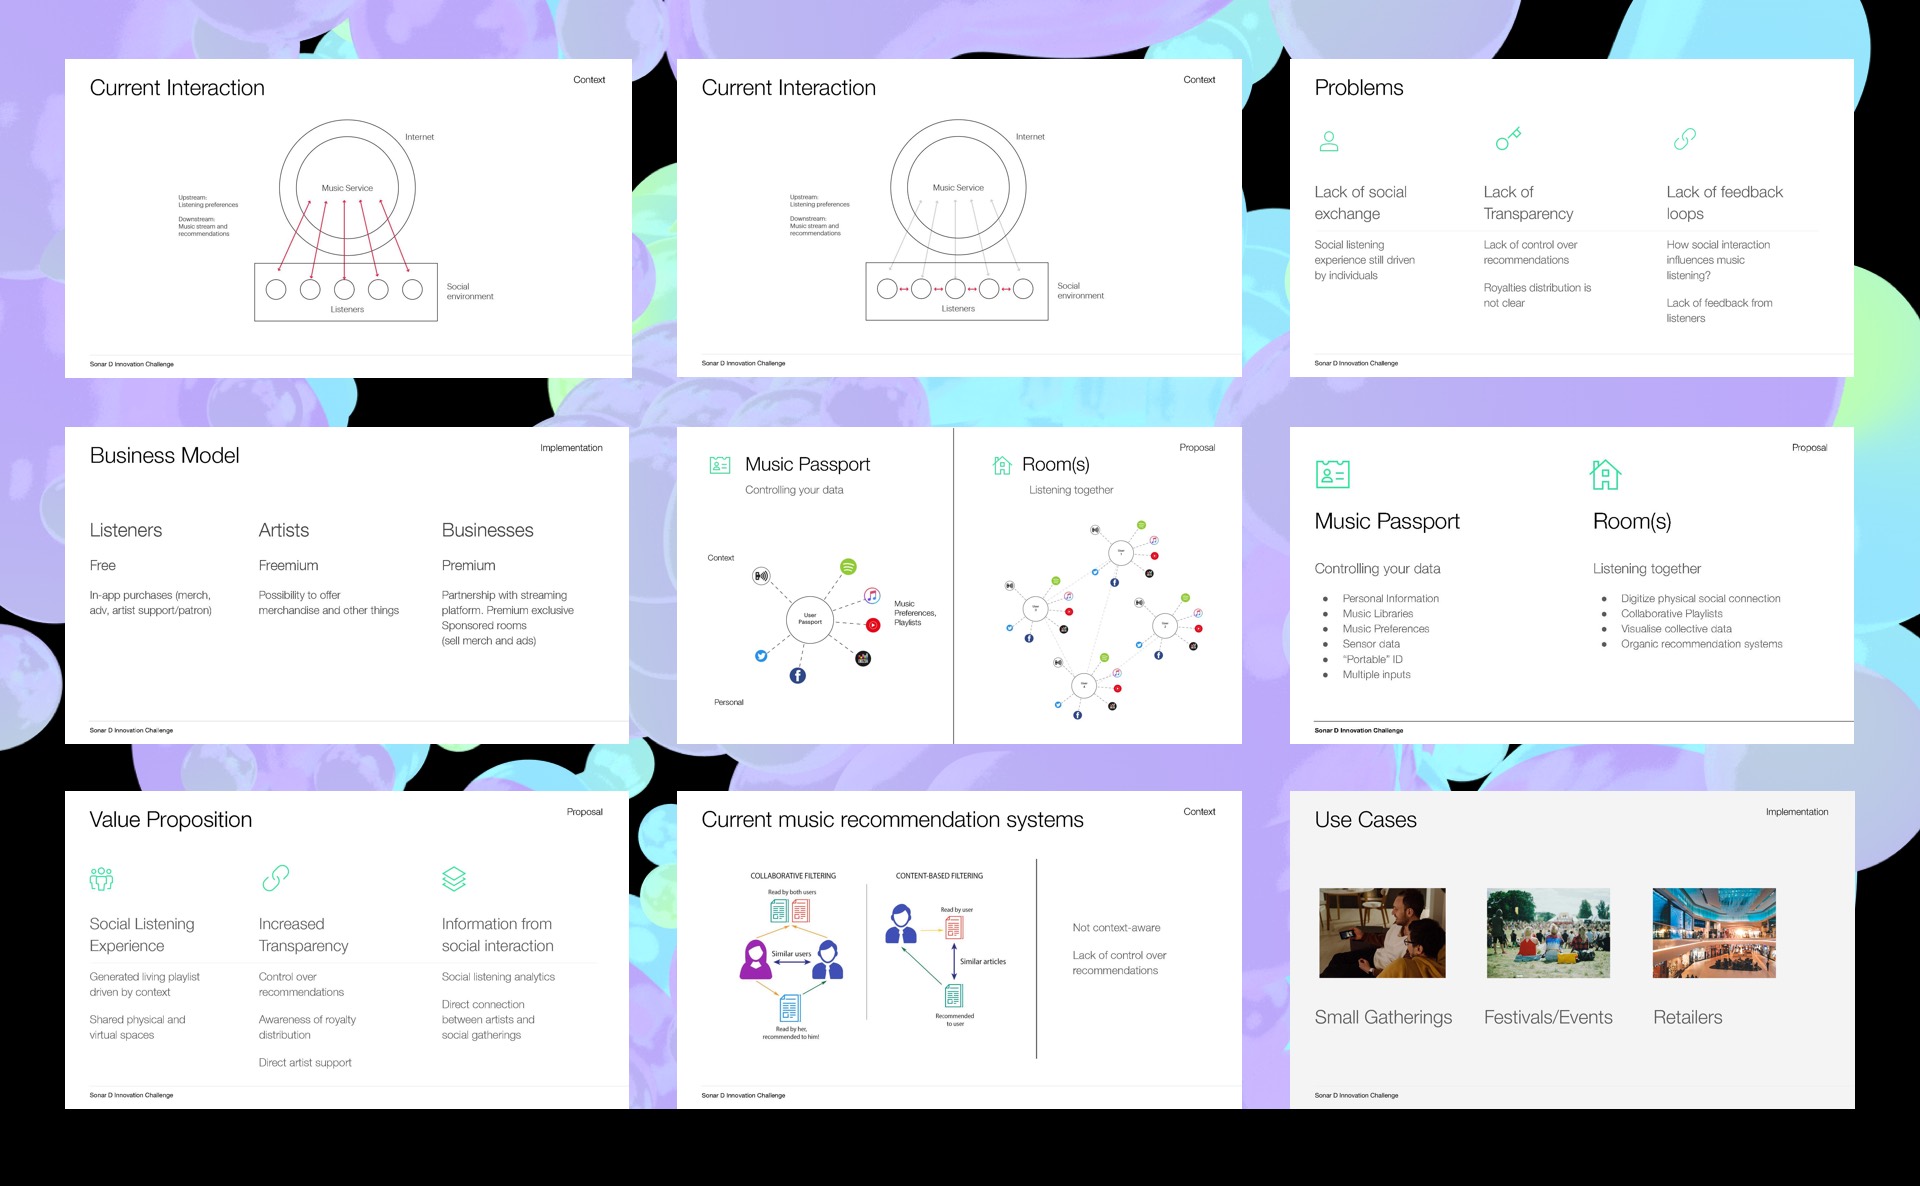 Current Interaction
Context
Internet
Music Service
Upstream:
Listening preferences
Downstream:
Music stream and
recommendations
Social
environment
Listeners
Sonar D Innovation Challenge
Current Interaction
Context
Internet
Music Service
Upstream:
Listening preferences
Downstream:
Music stream and
recommendations
Social
environment
Listeners
Sonar D Innovation Challenge
Problems
Lack of social
exchange
Social listening
experience still driven
by individuals
Lack of
Transparency
Lack of control over
recommendations
Royalties distribution is
not clear
Lack of feedback
loops
How social interaction
influences music
listening?
Lack of feedback from
listeners
Sonar D Innovation Challenge
Business Model
Implementation
Listeners
Free
In-app purchases (merch,
adv, artist support/patron)
Artists
Freemium
Possibility to offer
merchandise and other things
Businesses
Premium
Partnership with streaming
platform. Premium exclusive
Sponsored rooms
(sell merch and ads)
Sonar D Innovation Challenge
Music Passport
Controlling your data
Context
User
Passport
Music
Preferences,
Playlists
Personal
Proposal
Room(s)
Listening together
Proposal
Music Passport
Controlling your data
● Personal Information
● Music Libraries
● Music Preferences
● Sensor data
● “Portable” ID
● Multiple inputs
Room(s)
Listening together
● Digitize physical social connection
● Collaborative Playlists
● Visualise collective data
● Organic recommendation systems
Sonar D Innovation Challenge
Value Proposition
Proposal
Social Listening
Experience
Generated living playlist
driven by context
Shared physical and
virtual spaces
Increased
Transparency
Control over
recommendations
Awareness of royalty
distribution
Direct artist support
Information from
social interaction
Social listening analytics
Direct connection
between artists and
social gatherings
Sonar D Innovation Challenge
Current music recommendation systems
Context
COLLABORATIVE FILTERING
Read by both users
Similar users
Read by her,
recommended to him!
CONTENT-BASED FILTERING
Read by user
Similar articles
Recommended
to user
Not context-aware
Lack of control over
recommendations
Sonar D Innovation Challenge
Use Cases
Implementation
Small Gatherings
Festivals/Events
Retailers
Sonar D Innovation Challenge